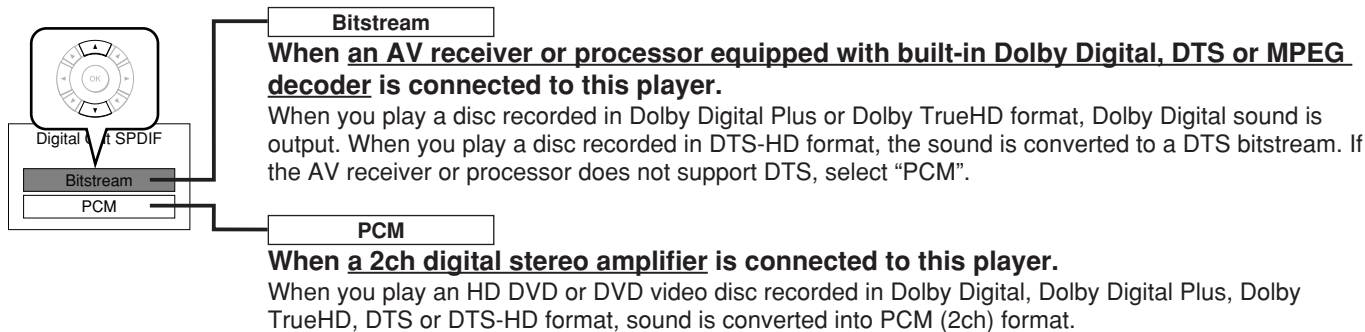 Bitstream
When an AV receiver or processor equipped with built-in Dolby Digital, DTS or MPEG
decoder is connected to this player.
When you play a disc recorded in Dolby Digital Plus or Dolby TrueHD format, Dolby Digital sound is
output. When you play a disc recorded in DTS-HD format, the sound is converted to a DTS bitstream. If
the AV receiver or processor does not support DTS, select “PCM”.
OK
Digital Out SPDIF
Bitstream
PCM
PCM
When a 2ch digital stereo amplifier is connected to this player.
When you play an HD DVD or DVD video disc recorded in Dolby Digital, Dolby Digital Plus, Dolby
TrueHD, DTS or DTS-HD format, sound is converted into PCM (2ch) format.